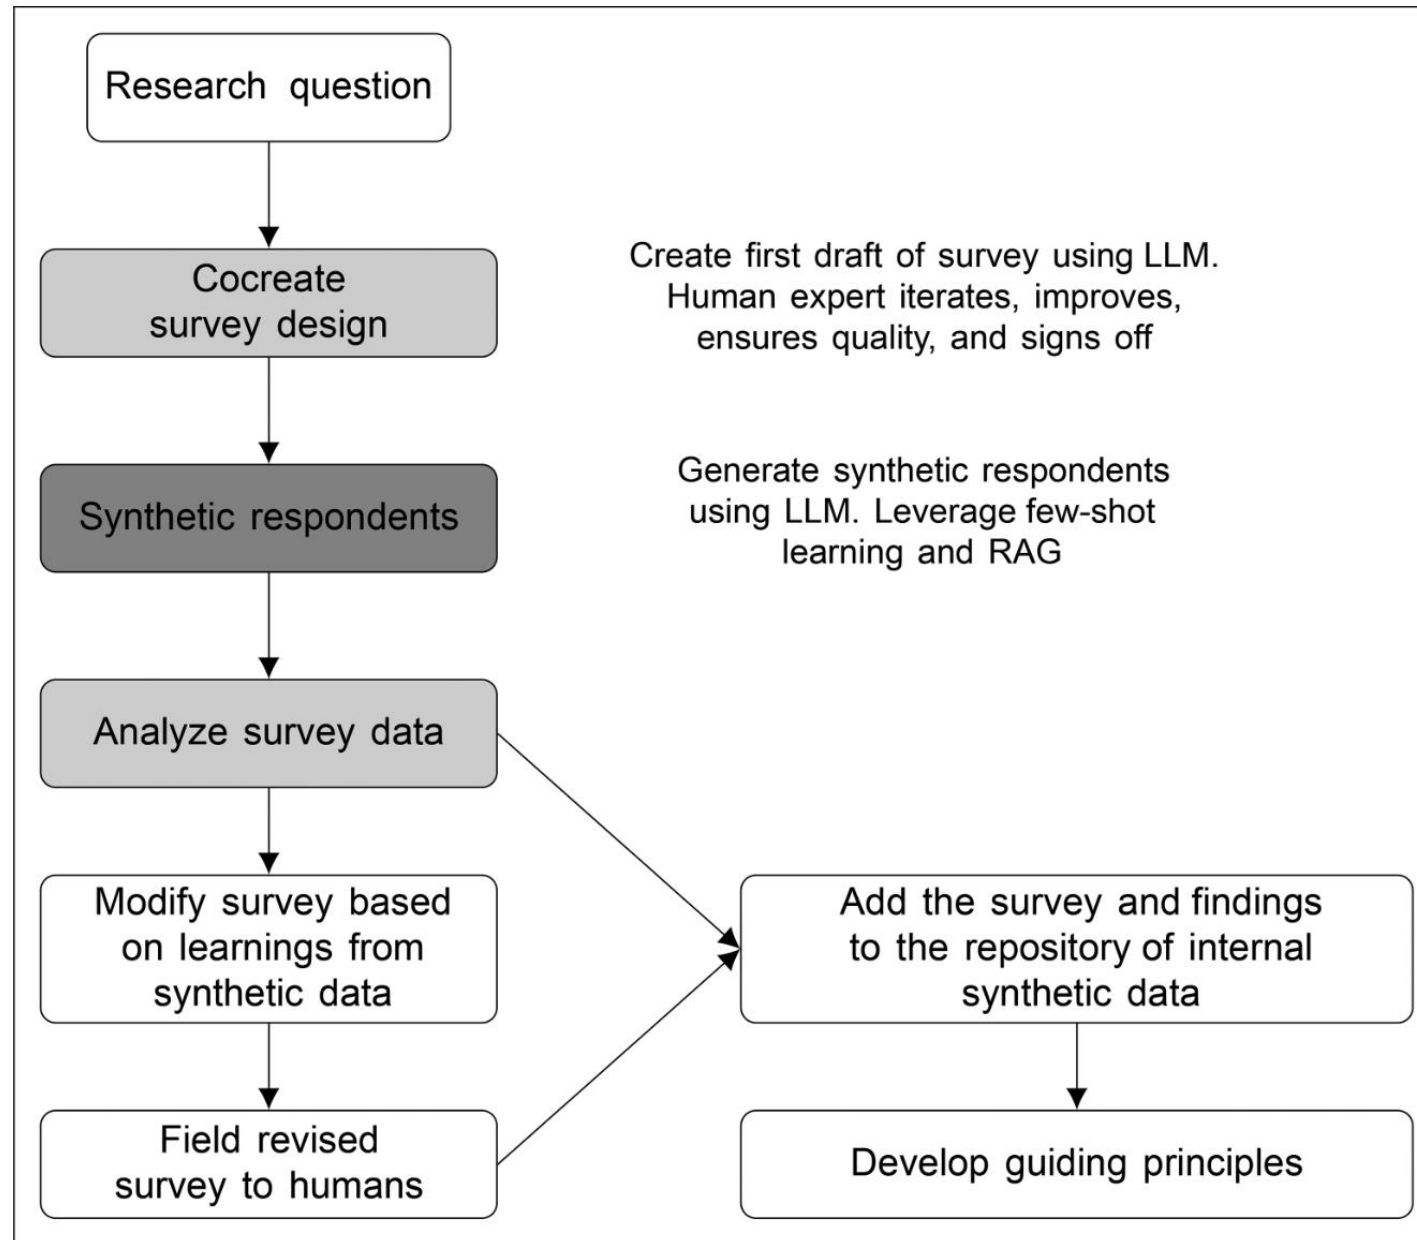 Research question
Cocreate
survey design
Create first draft of survey using LLM.
Human expert iterates, improves,
ensures quality, and signs off
Synthetic respondents
Generate synthetic respondents
using LLM. Leverage few-shot
learning and RAG
Analyze survey data
Modify survey based
on learnings from
synthetic data
Add the survey and findings
to the repository of internal
synthetic data
Field revised
survey to humans
Develop guiding principles